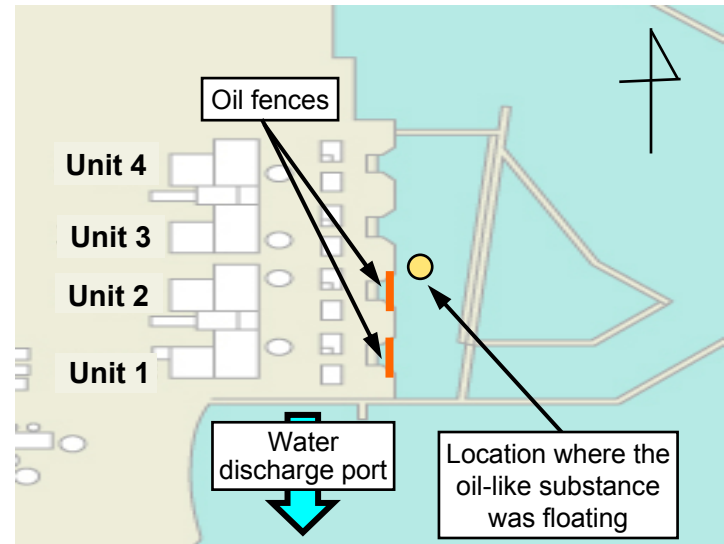 Oil fences
Unit 4
Unit 3
Unit 2
Unit 1
Water
discharge port
Location where the
oil-like substance
was floating